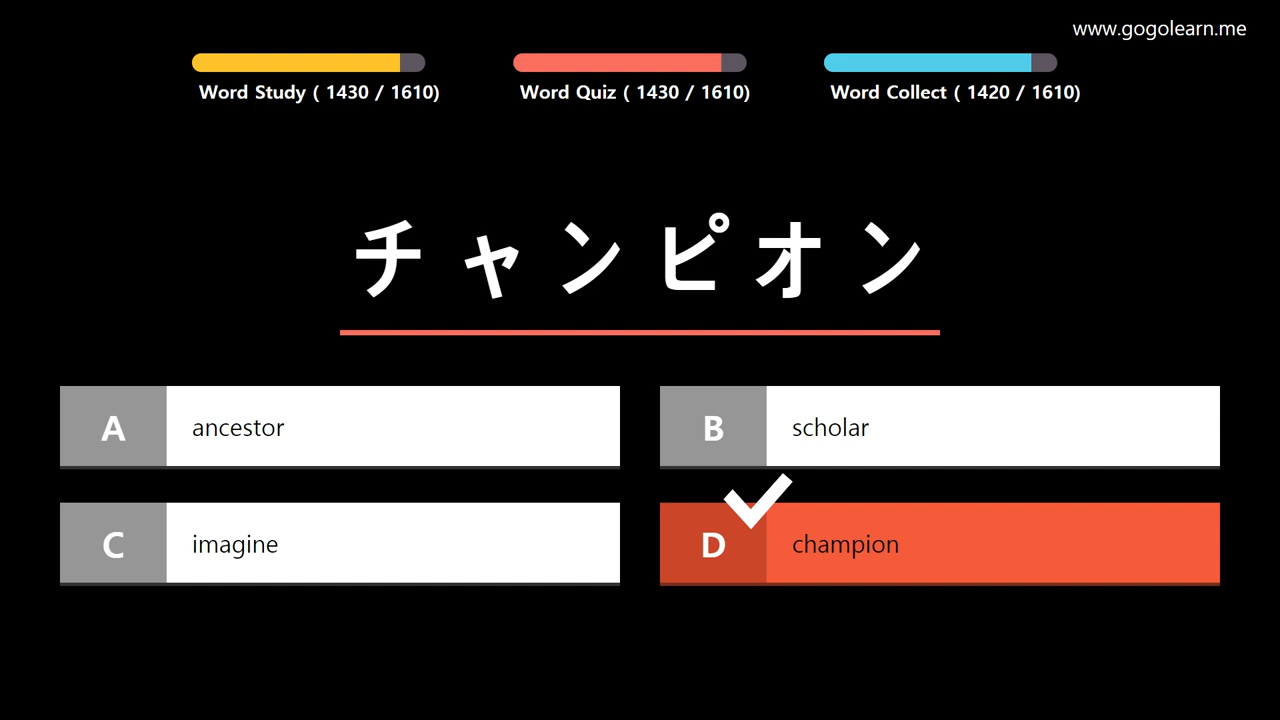 www.gogolearn.me
Word Study ( 1430 / 1610)
Word Quiz ( 1430 / 1610)
Word Collect ( 1420 / 1610)
チャンピオン
A ancestor
B scholar
C imagine
D champion